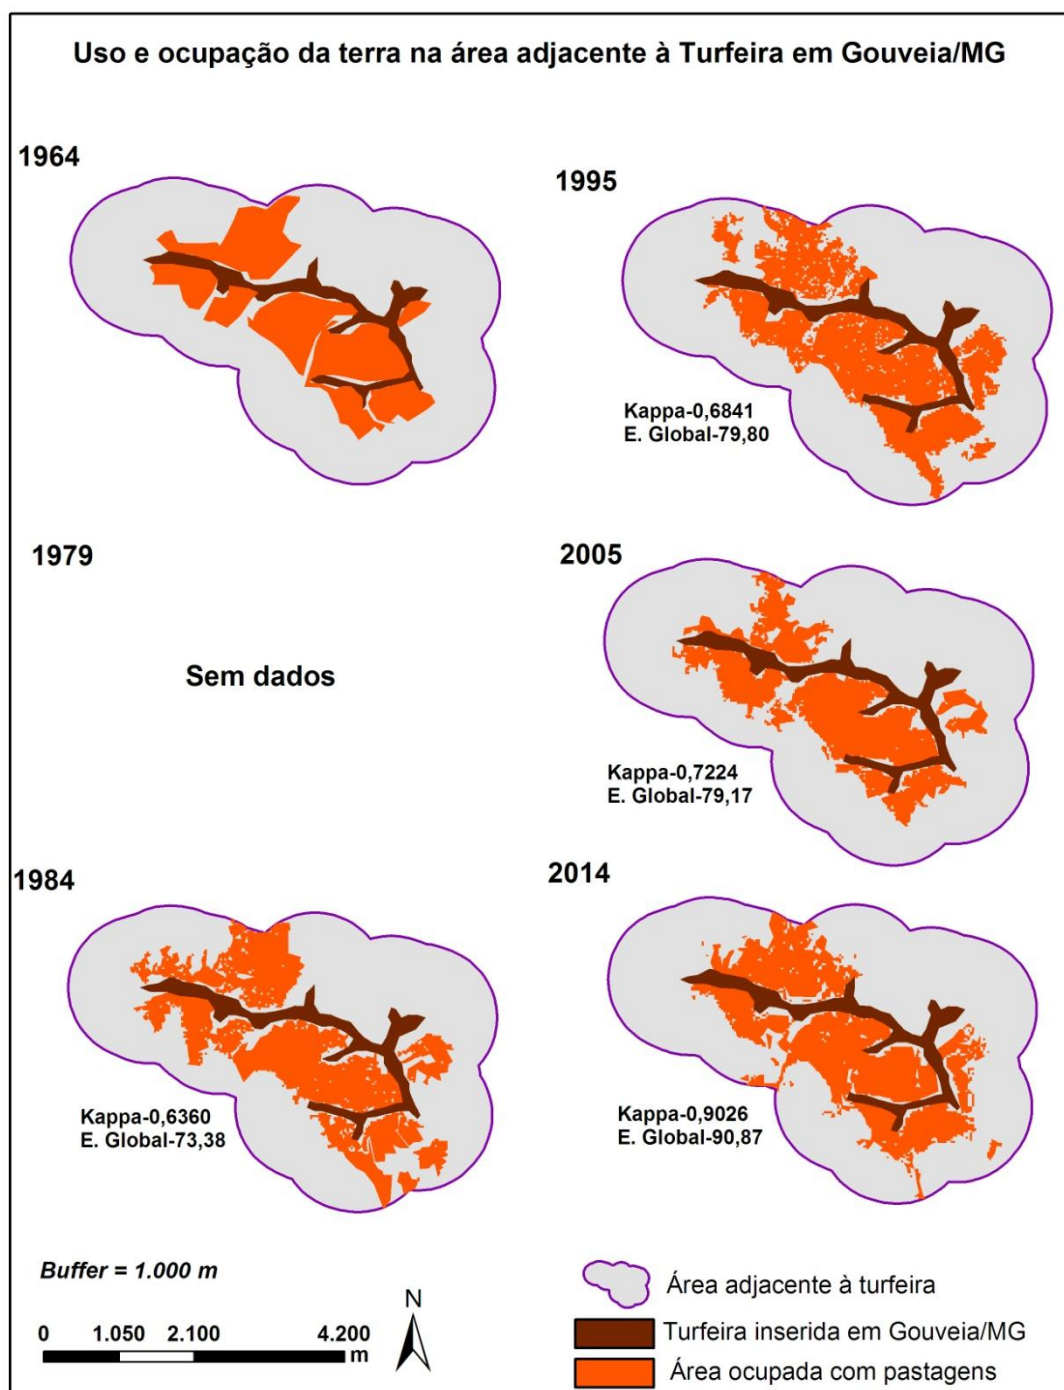 Uso e ocupação da terra na área adjacente à Turfeira em Gouveia/MG
1964
1995
Kappa-0,6841
E. Global-79,80
1979
Sem dados
2005
Kappa-0,7224
E. Global-79,17
1984
Kappa-0,6360
E. Global-73,38
2014
Kappa-0,9026
E. Global-90,87
Buffer = 1.000 m
0 1.050 2.100 4.200
m
N
Área adjacente à turfeira
Turfeira inserida em Gouveia/MG
Área ocupada com pastagens